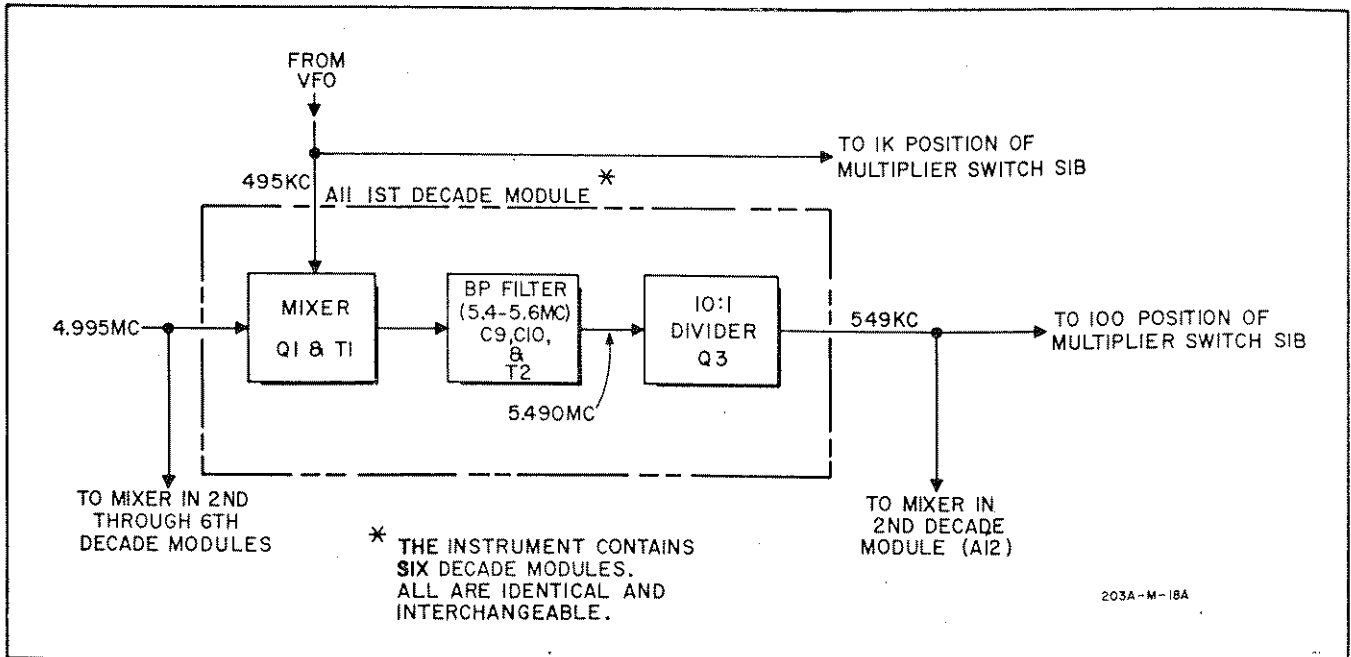 FROM
VFO
TO 1K POSITION OF
MULTIPLIER SWITCH S1B
495KC
A11 1ST DECADE MODULE *
4.995MC
MIXER
Q1 & T1
BP FILTER
(5.4-5.6MC)
C9,C10,
&
T2
10:1
DIVIDER
Q3
549KC
TO 100 POSITION OF
MULTIPLIER SWITCH S1B
5.490MC
TO MIXER IN 2ND
THROUGH 6TH
DECADE MODULES
TO MIXER IN
2ND DECADE
MODULE (A12)
* THE INSTRUMENT CONTAINS
SIX DECADE MODULES.
ALL ARE IDENTICAL AND
INTERCHANGEABLE.
203A-M-18A